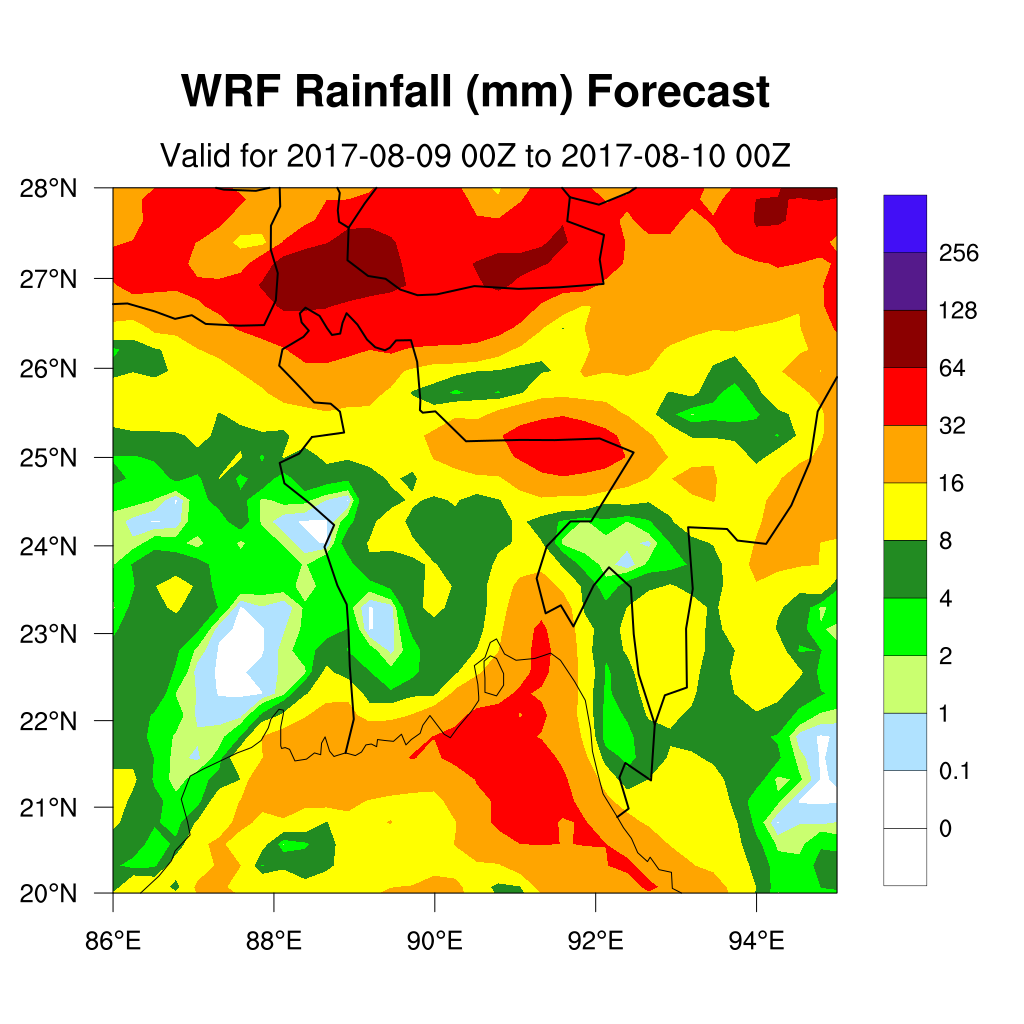 WRF Rainfall (mm) Forecast
Valid for 2017-08-09 00Z to 2017-08-10 00Z
28°N
27°N
26°N
25°N
24°N
23°N
22°N
21°N
20°N
86°E 88°E 90°E 92°E 94°E
256
128
64
32
16
8
4
2
1
0.1
0